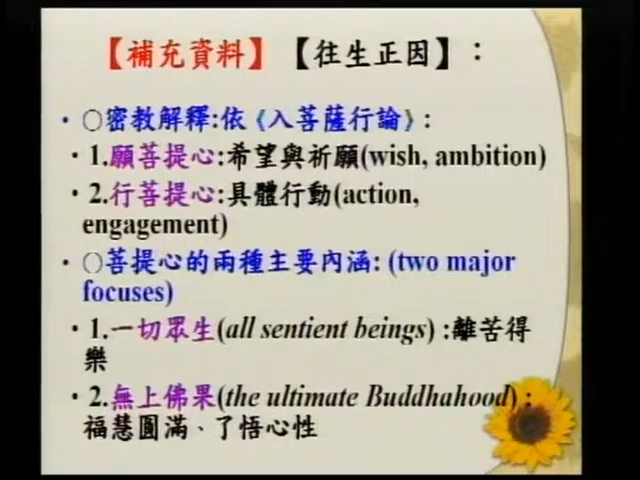 【補充資料】【往生正因】：
• ○密教解釋:依《入菩薩行論》:
• 1.願菩提心:希望與祈願(wish, ambition)
• 2.行菩提心:具體行動(action,
engagement)
• ○菩提心的兩種主要內涵: (two major
focuses)
• 1.一切眾生(all sentient beings) :離苦得
樂
• 2.無上佛果(the ultimate Buddhahood) :
福慧圓滿、了悟心性